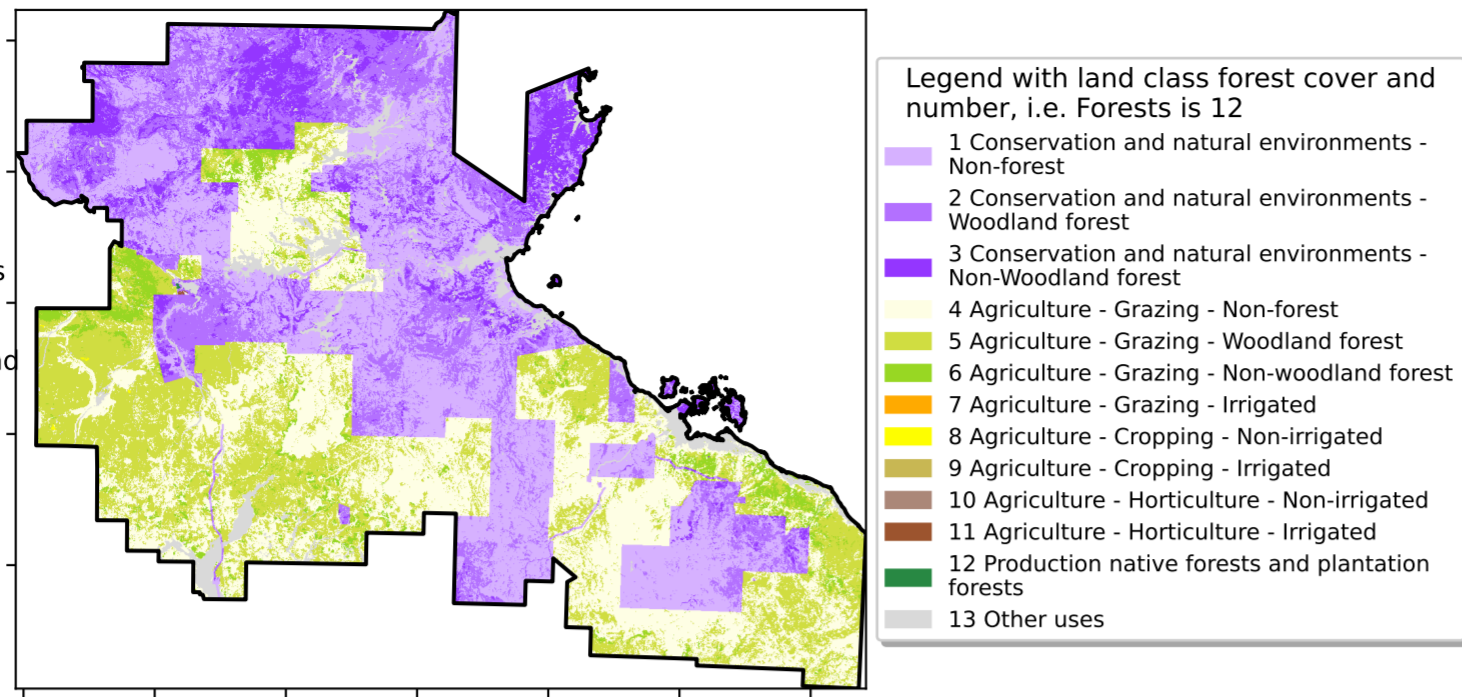 s
nd
Legend with land class forest cover and
number, i.e. Forests is 12
1 Conservation and natural environments -
Non-forest
2 Conservation and natural environments -
Woodland forest
3 Conservation and natural environments -
Non-Woodland forest
4 Agriculture - Grazing - Non-forest
5 Agriculture - Grazing - Woodland forest
6 Agriculture - Grazing - Non-woodland forest
7 Agriculture - Grazing - Irrigated
8 Agriculture - Cropping - Non-irrigated
9 Agriculture - Cropping - Irrigated
10 Agriculture - Horticulture - Non-irrigated
11 Agriculture - Horticulture - Irrigated
12 Production native forests and plantation
forests
13 Other uses